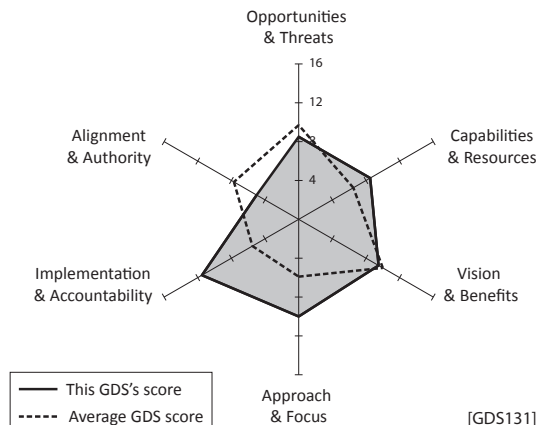 Opportunities
& Threats
16
12
8
4
Alignment
& Authority
Capabilities
& Resources
Implementation
& Accountability
Vision
& Benefits
Approach
& Focus
This GDS's score
Average GDS score
[GDS131]